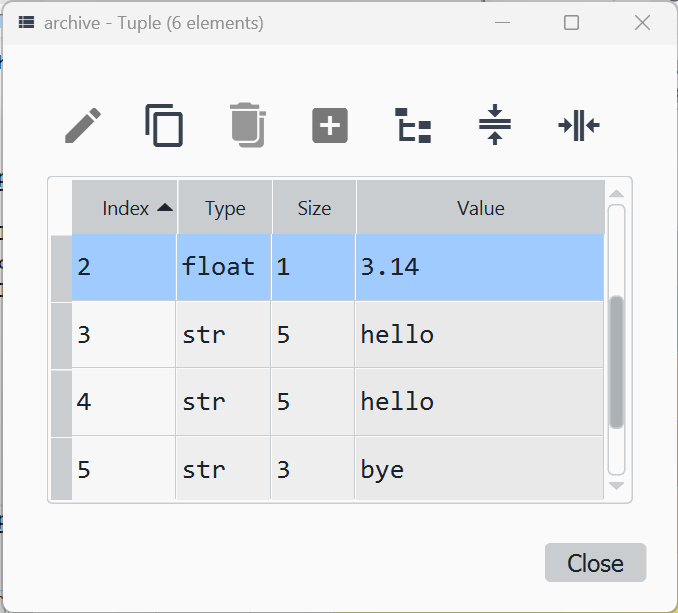 archive - Tuple (6 elements)
Index Type Size Value
2 float 1 3.14
3 str 5 hello
4 str 5 hello
5 str 3 bye
Close